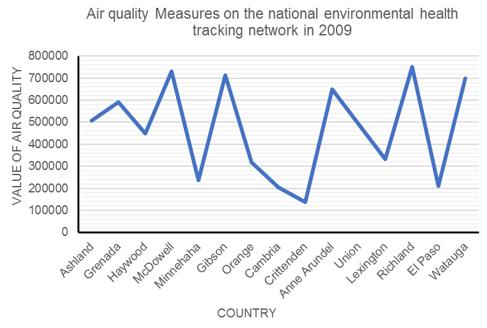 Air quality Measures on the national environmental health
tracking network in 2009
VALUE OF AIR QUALITY
800000
700000
600000
500000
400000
300000
200000
100000
0
Ashland
Grenada
Haywood
McDowell
Minnehaha
Gibson
Orange
Cambria
Crittenden
Anne Arundel
Union
Lexington
Richland
El Paso
Watauga
COUNTRY